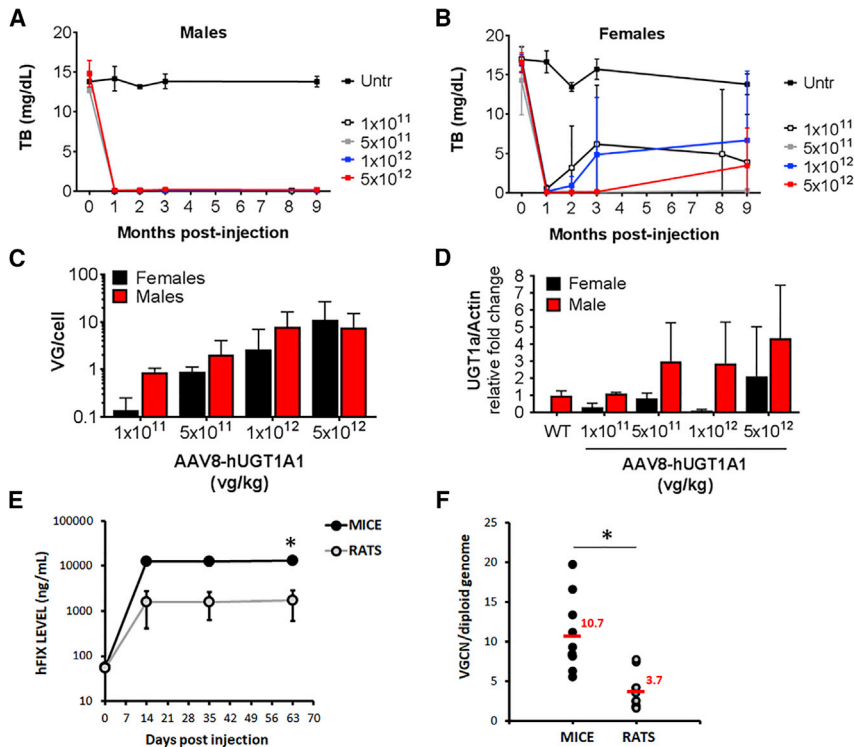 A
Males
TB (mg/dL)
20
15
10
5
0
0 1 2 3 4 5 6 7 8 9
Months post-injection
Untr
1x10¹¹
5x10¹¹
1x10¹²
5x10¹²
B
Females
TB (mg/dL)
20
15
10
5
0
0 1 2 3 4 5 6 7 8 9
Months post-injection
Untr
1x10¹¹
5x10¹¹
1x10¹²
5x10¹²
C
Females
Males
VG/cell
100
10
1
0.1
1x10¹¹ 5x10¹¹ 1x10¹² 5x10¹²
AAV8-hUGT1A1
(vg/kg)
D
Female
Male
UGT1a/Actin
relative fold change
8
7
6
5
4
3
2
1
0
WT 1x10¹¹ 5x10¹¹ 1x10¹² 5x10¹²
AAV8-hUGT1A1
(vg/kg)
E
hFIX LEVEL (ng/mL)
100000
10000
1000
100
10
*
MICE
RATS
0 7 14 21 28 35 42 49 56 63 70
Days post injection
F
VGCN/diploid genome
25
20
15
10
5
0
*
10.7
3.7
MICE RATS